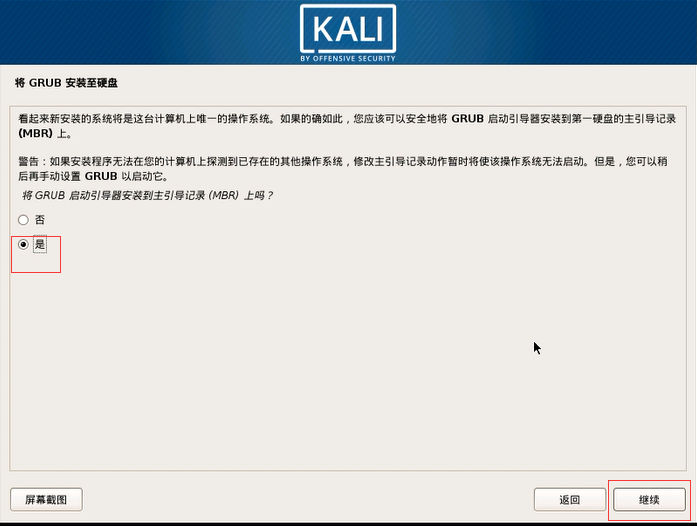 KALI
BY OFFENSIVE SECURITY
将 GRUB 安装至硬盘
看起来新安装的系统将是这台计算机上唯一的操作系统。如果的确如此，您应该可以安全地将 GRUB 启动引导器安装到第一硬盘的主引导记录
(MBR) 上。
警告：如果安装程序无法在您的计算机上探测到已存在的其他操作系统，修改主引导记录动作暂时将使该操作系统无法启动。但是，您可以稍
后再手动设置 GRUB 以启动它。
将 GRUB 启动引导器安装到主引导记录 (MBR) 上吗？
否
是
屏幕截图
返回
继续